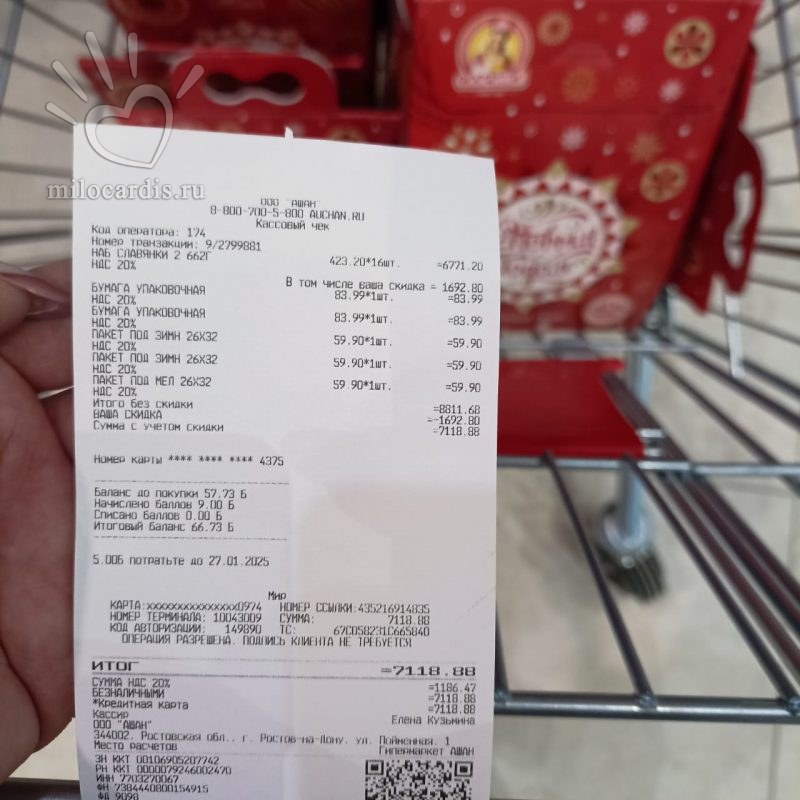 milocardis.ru
ООО "АШАН"
8-800-700-5-800 AUCHAN.RU
Кассовый чек
Код оператора: 174
Номер транзакции: 9/2799881
НАБ СЛАВЯНКИ 2 662Г 423.20*16шт. =6771.20
НДС 20%
В том числе ваша скидка = 1692.80
БУМАГА УПАКОВОЧНАЯ 83.99*1шт. =83.99
НДС 20%
БУМАГА УПАКОВОЧНАЯ 83.99*1шт. =83.99
НДС 20%
ПАКЕТ ПОД ЗИМН 26X32 59.90*1шт. =59.90
НДС 20%
ПАКЕТ ПОД ЗИМН 26X32 59.90*1шт. =59.90
НДС 20%
ПАКЕТ ПОД МЕЛ 26X32 59.90*1шт. =59.90
НДС 20%
Итого без скидки =8811.68
ВАША СКИДКА =-1692.80
Сумма с учетом скидки =7118.88
Номер карты **** **** **** 4375
Баланс до покупки 57.73 Б
Начислено баллов 9.00 Б
Списано баллов 0.00 Б
Итоговый баланс 66.73 Б
5.00Б потратьте до 27.01.2025
Мир
КАРТА:xxxxxxxxxxxxxxx0974 НОМЕР ССЫЛКИ:435216914835
НОМЕР ТЕРМИНАЛА: 10043009 СУММА: 7118.88
КОД АВТОРИЗАЦИИ: 149890 ТС: 67CD58231C665840
ОПЕРАЦИЯ РАЗРЕШЕНА. ПОДПИСЬ КЛИЕНТА НЕ ТРЕБУЕТСЯ
ИТОГ =7118.88
СУММА НДС 20% =1186.47
БЕЗНАЛИЧНЫМИ =7118.88
*Кредитная карта =7118.88
Кассир Елена Кузьмина
ООО "АШАН"
344002, Ростовская обл., г. Ростов-на-Дону, ул. Пойменная, 1
Место расчетов Гипермаркет АШАН
ЗН ККТ 00106905207742
РН ККТ 0000079246002470
ИНН 7703270067
ФН 7384440800154915
ФД 9098